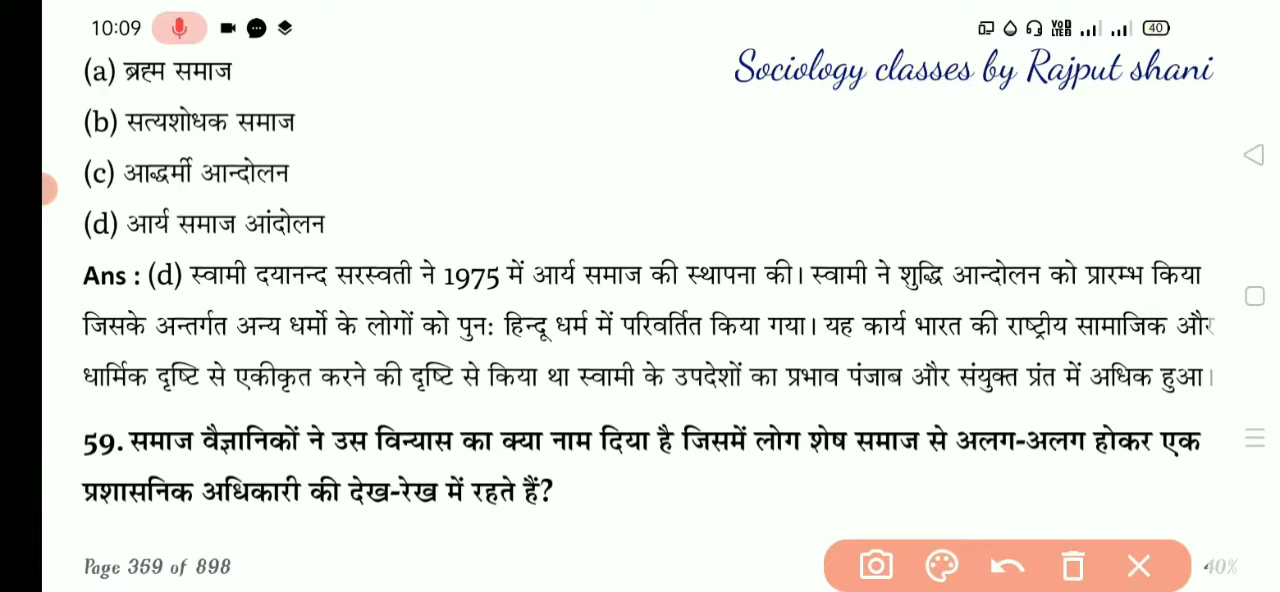 10:09
VoD LTEB 40
(a) ब्रह्म समाज
Sociology classes by Rajput shani
(b) सत्यशोधक समाज
(c) आद्धर्मी आन्दोलन
(d) आर्य समाज आंदोलन
Ans : (d) स्वामी दयानन्द सरस्वती ने 1975 में आर्य समाज की स्थापना की। स्वामी ने शुद्धि आन्दोलन को प्रारम्भ किया
जिसके अन्तर्गत अन्य धर्मो के लोगों को पुन: हिन्दू धर्म में परिवर्तित किया गया। यह कार्य भारत की राष्ट्रीय सामाजिक और
धार्मिक दृष्टि से एकीकृत करने की दृष्टि से किया था स्वामी के उपदेशों का प्रभाव पंजाब और संयुक्त प्रंत में अधिक हुआ।
59. समाज वैज्ञानिकों ने उस विन्यास का क्या नाम दिया है जिसमें लोग शेष समाज से अलग-अलग होकर एक
प्रशासनिक अधिकारी की देख-रेख में रहते हैं?
Page 359 of 898
40%